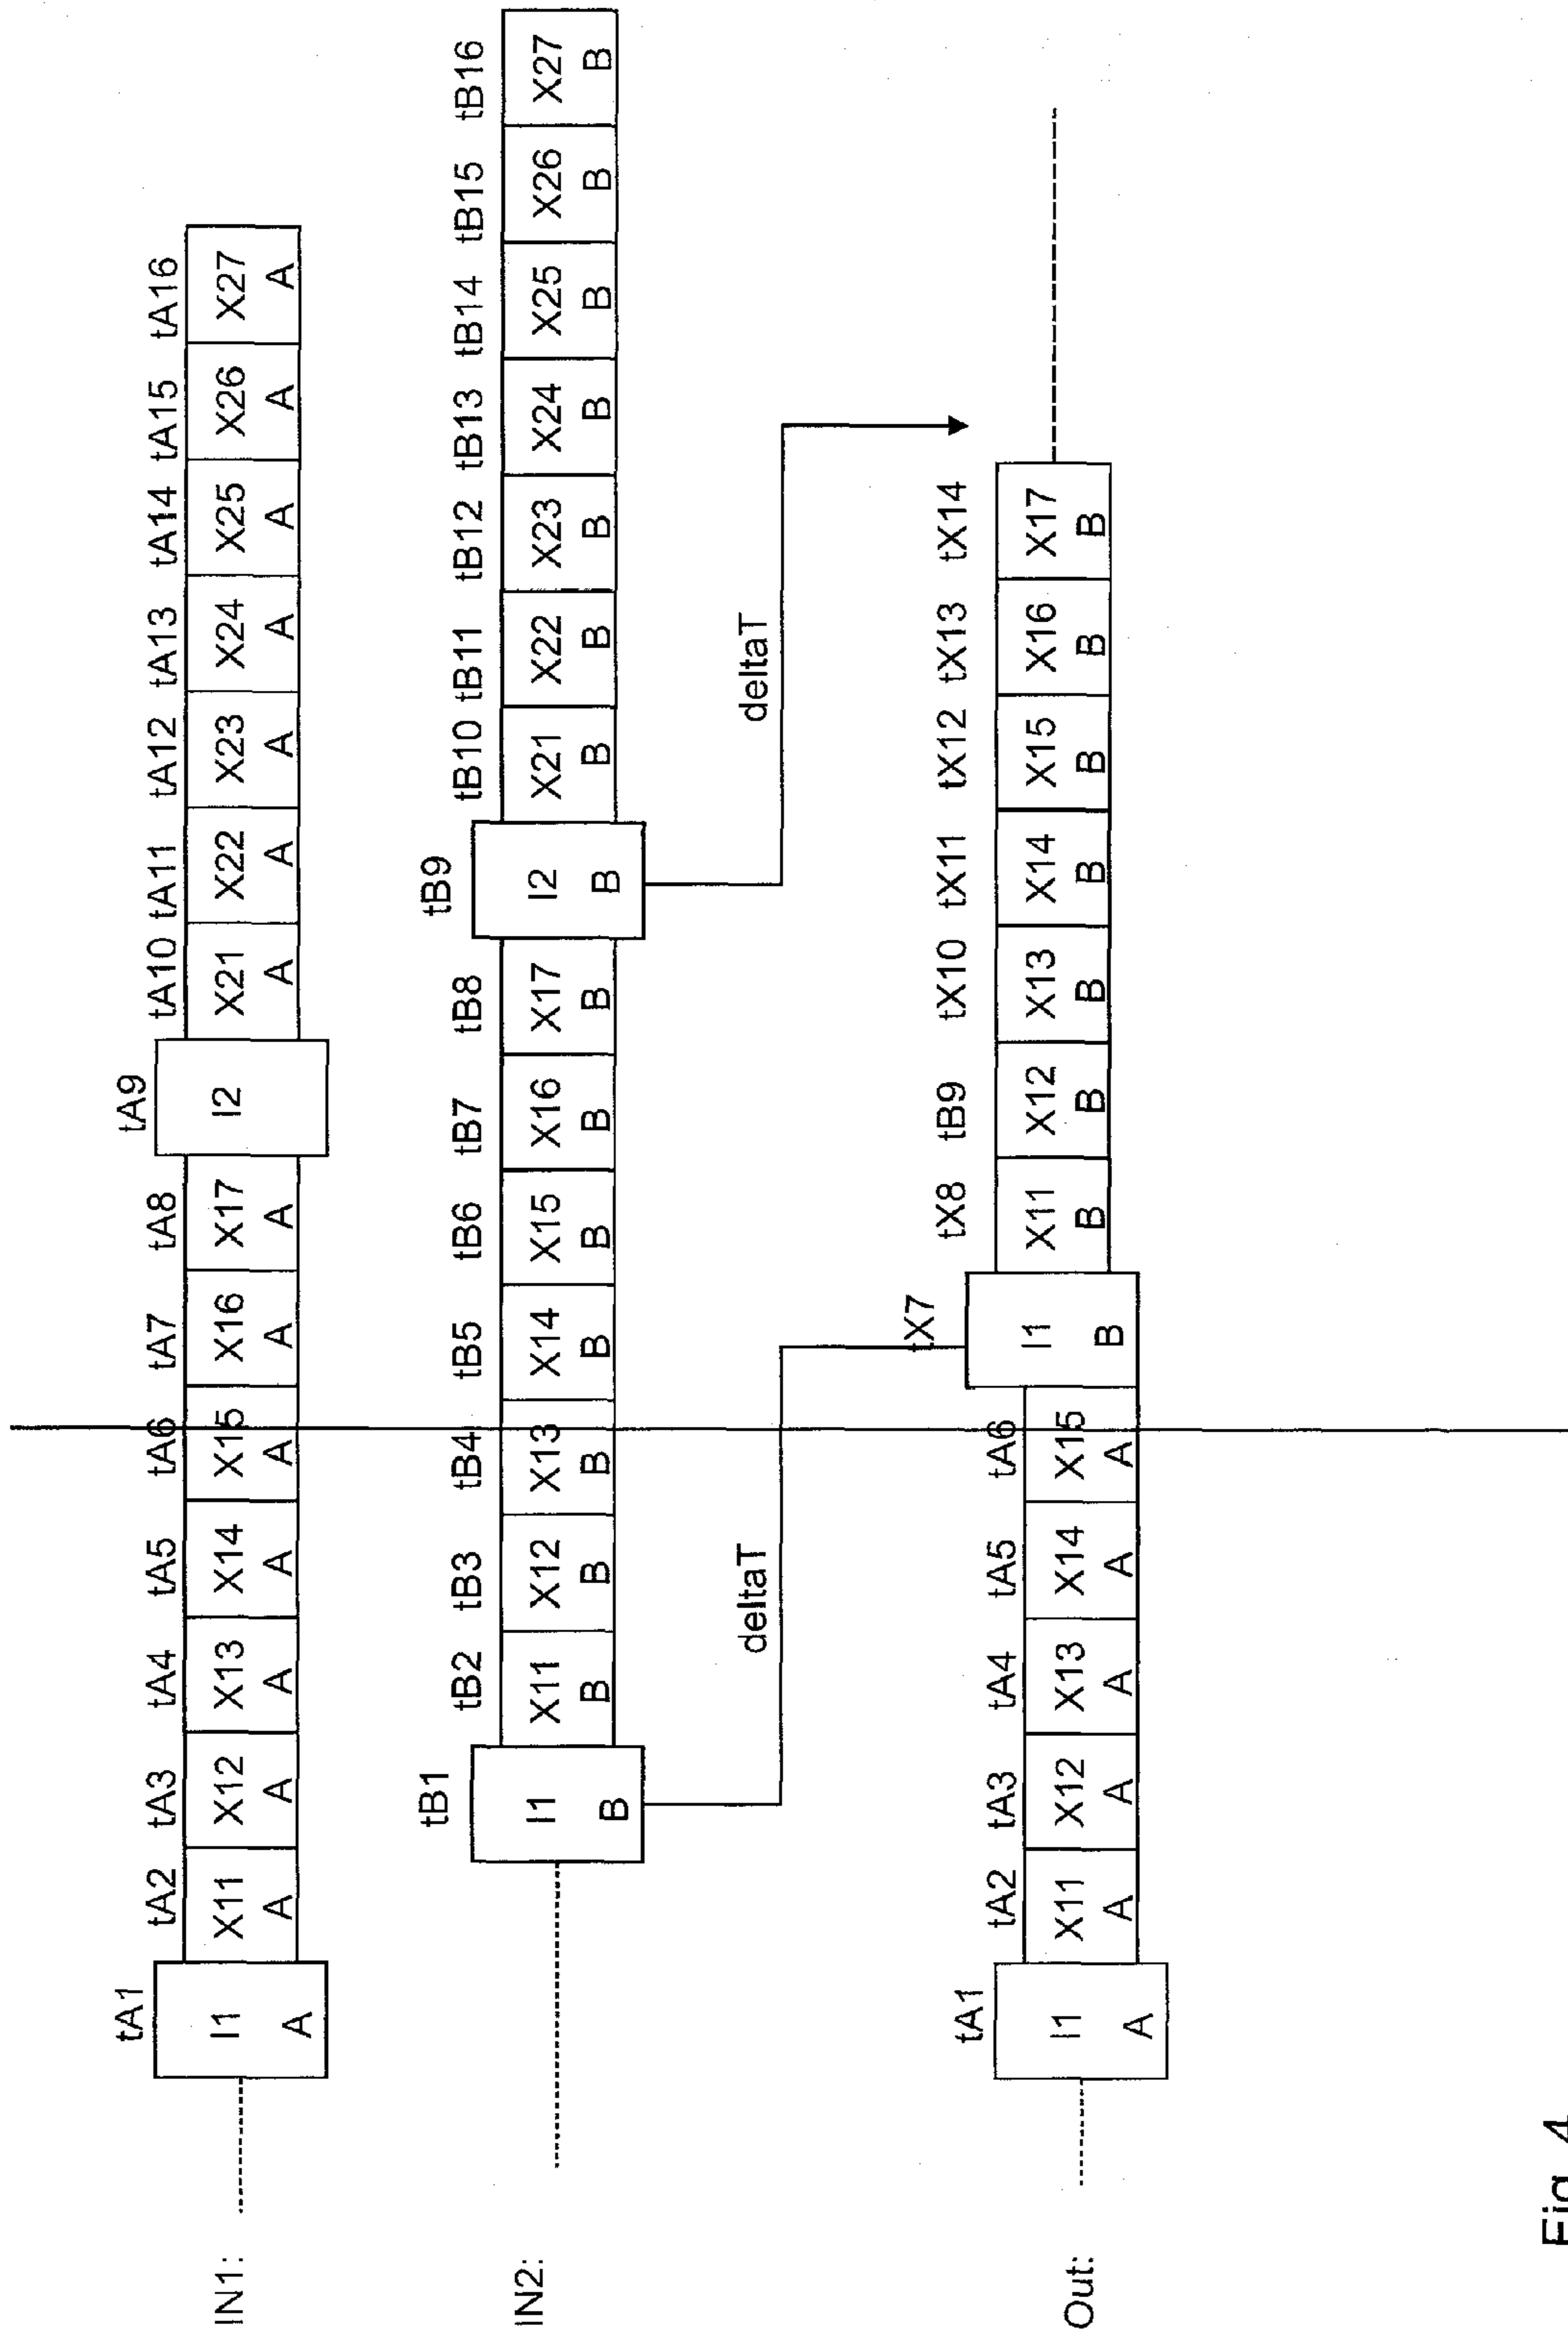 IN1:
tA1 tA2 tA3 tA4 tA5 tA6 tA7 tA8 tA9 tA10 tA11 tA12 tA13 tA14 tA15 tA16
I1 X11 X12 X13 X14 X15 X16 X17 I2 X21 X22 X23 X24 X25 X26 X27
A A A A A A A A A A A A A A A
IN2:
tB1 tB2 tB3 tB4 tB5 tB6 tB7 tB8 tB9 tB10 tB11 tB12 tB13 tB14 tB15 tB16
I1 X11 X12 X13 X14 X15 X16 X17 I2 X21 X22 X23 X24 X25 X26 X27
B B B B B B B B B B B B B B B B
deltaT deltaT
Out:
tA1 tA2 tA3 tA4 tA5 tA6 tX7 tX8 tB9 tX10 tX11 tX12 tX13 tX14
I1 X11 X12 X13 X14 X15 I1 X11 X12 X13 X14 X15 X16 X17
A A A A A A B B B B B B B B
Fig. 4